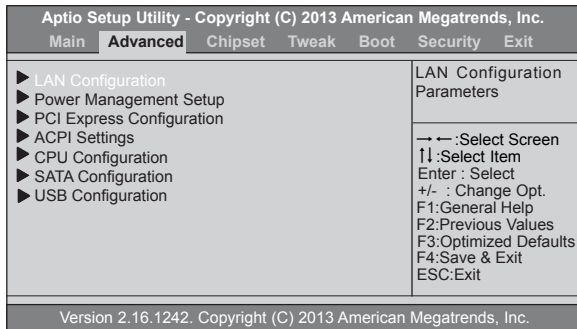 Aptio Setup Utility - Copyright (C) 2013 American Megatrends, Inc.
Main Advanced Chipset Tweak Boot Security Exit
▶ LAN Configuration
▶ Power Management Setup
▶ PCI Express Configuration
▶ ACPI Settings
▶ CPU Configuration
▶ SATA Configuration
▶ USB Configuration
LAN Configuration
Parameters
→←:Select Screen
↑↓:Select Item
Enter : Select
+/- : Change Opt.
F1:General Help
F2:Previous Values
F3:Optimized Defaults
F4:Save & Exit
ESC:Exit
Version 2.16.1242. Copyright (C) 2013 American Megatrends, Inc.